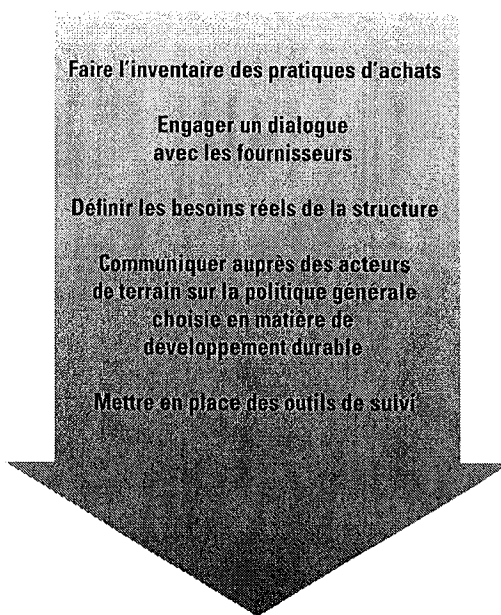 Faire l'inventaire des pratiques d'achats
Engager un dialogue
avec les fournisseurs
Définir les besoins réels de la structure
Communiquer auprès des acteurs
de terrain sur la politique générale
choisie en matière de
développement durable
Mettre en place des outils de suivi